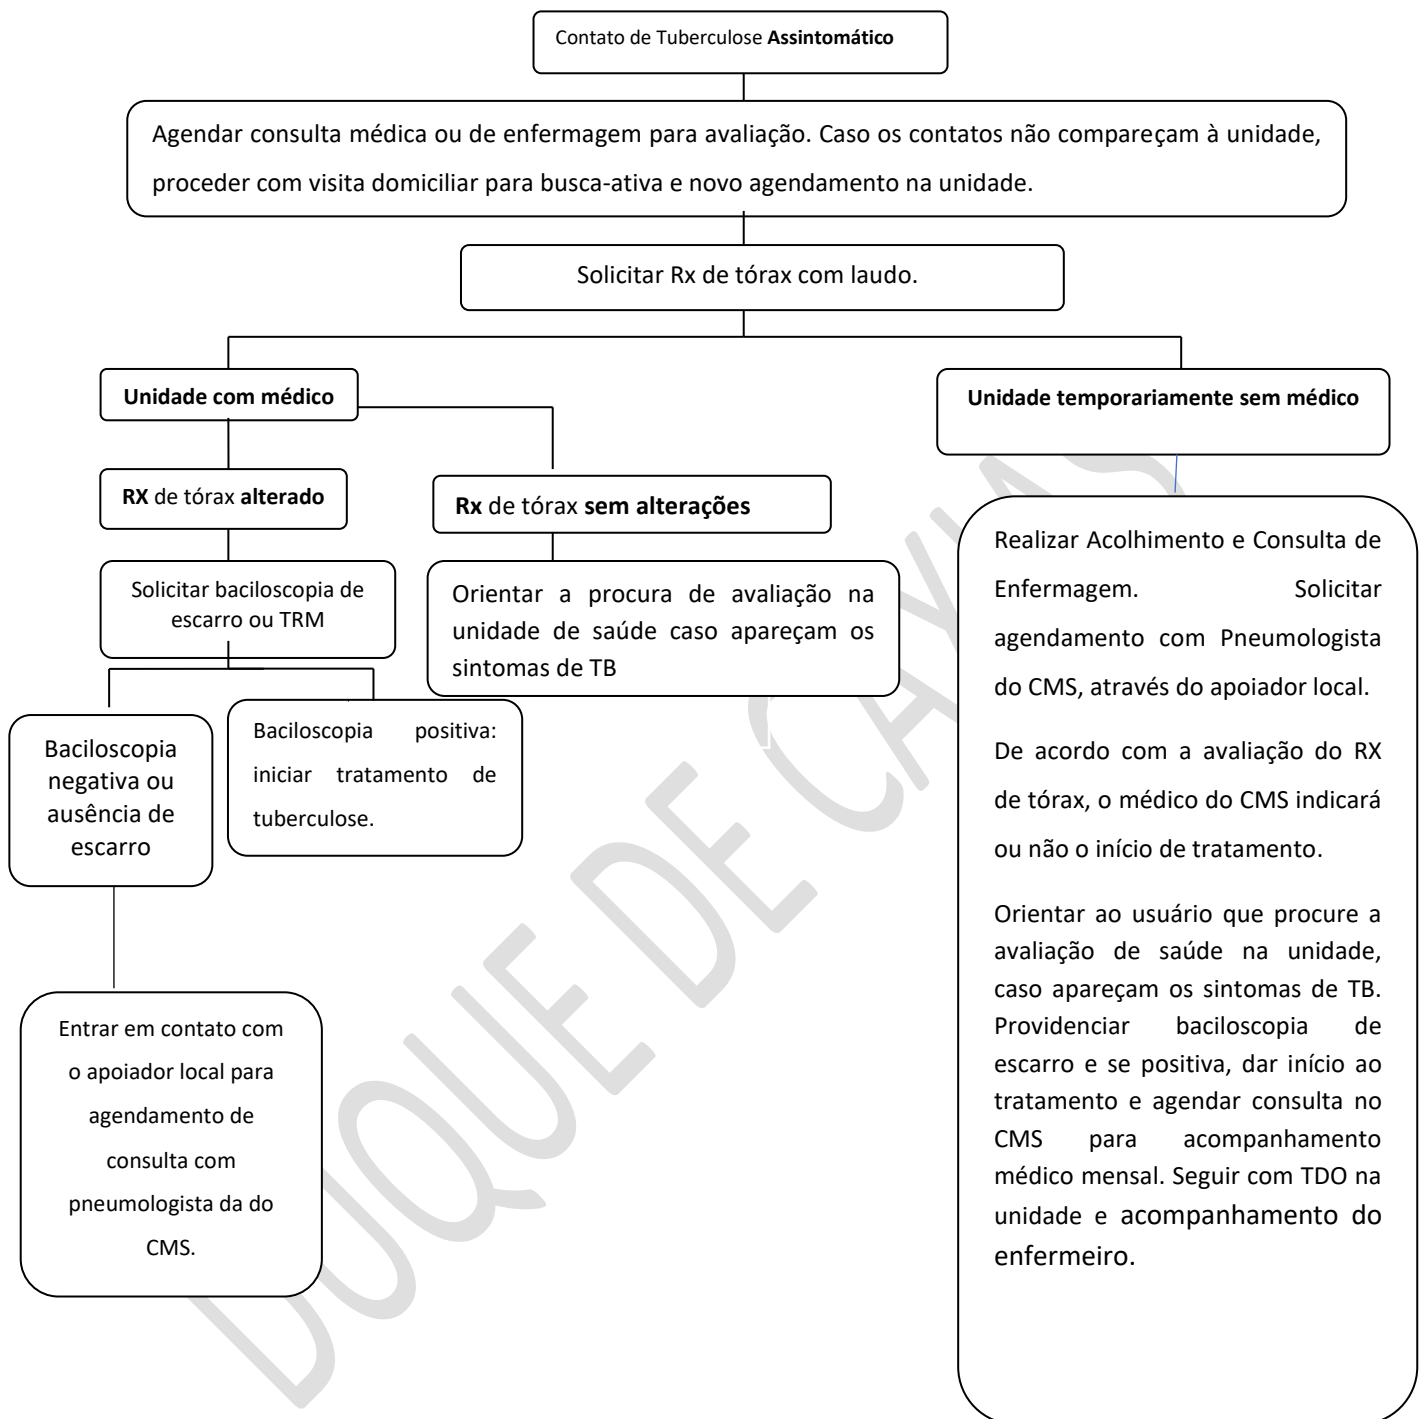 Contato de Tuberculose Assintomático
Agendar consulta médica ou de enfermagem para avaliação. Caso os contatos não compareçam à unidade,
proceder com visita domiciliar para busca-ativa e novo agendamento na unidade.
Solicitar Rx de tórax com laudo.
Unidade com médico
Unidade temporariamente sem médico
RX de tórax alterado
Rx de tórax sem alterações
Solicitar baciloscopia de
escarro ou TRM
Orientar a procura de avaliação na
unidade de saúde caso apareçam os
sintomas de TB
Baciloscopia
negativa ou
ausência de
escarro
Baciloscopia positiva:
iniciar tratamento de
tuberculose.
Entrar em contato com
o apoiador local para
agendamento de
consulta com
pneumologista da do
CMS.
Realizar Acolhimento e Consulta de
Enfermagem. Solicitar
agendamento com Pneumologista
do CMS, através do apoiador local.
De acordo com a avaliação do RX
de tórax, o médico do CMS indicará
ou não o início de tratamento.
Orientar ao usuário que procure a
avaliação de saúde na unidade,
caso apareçam os sintomas de TB.
Providenciar baciloscopia de
escarro e se positiva, dar início ao
tratamento e agendar consulta no
CMS para acompanhamento
médico mensal. Seguir com TDO na
unidade e acompanhamento do
enfermeiro.
DUQUE DE CAXIAS